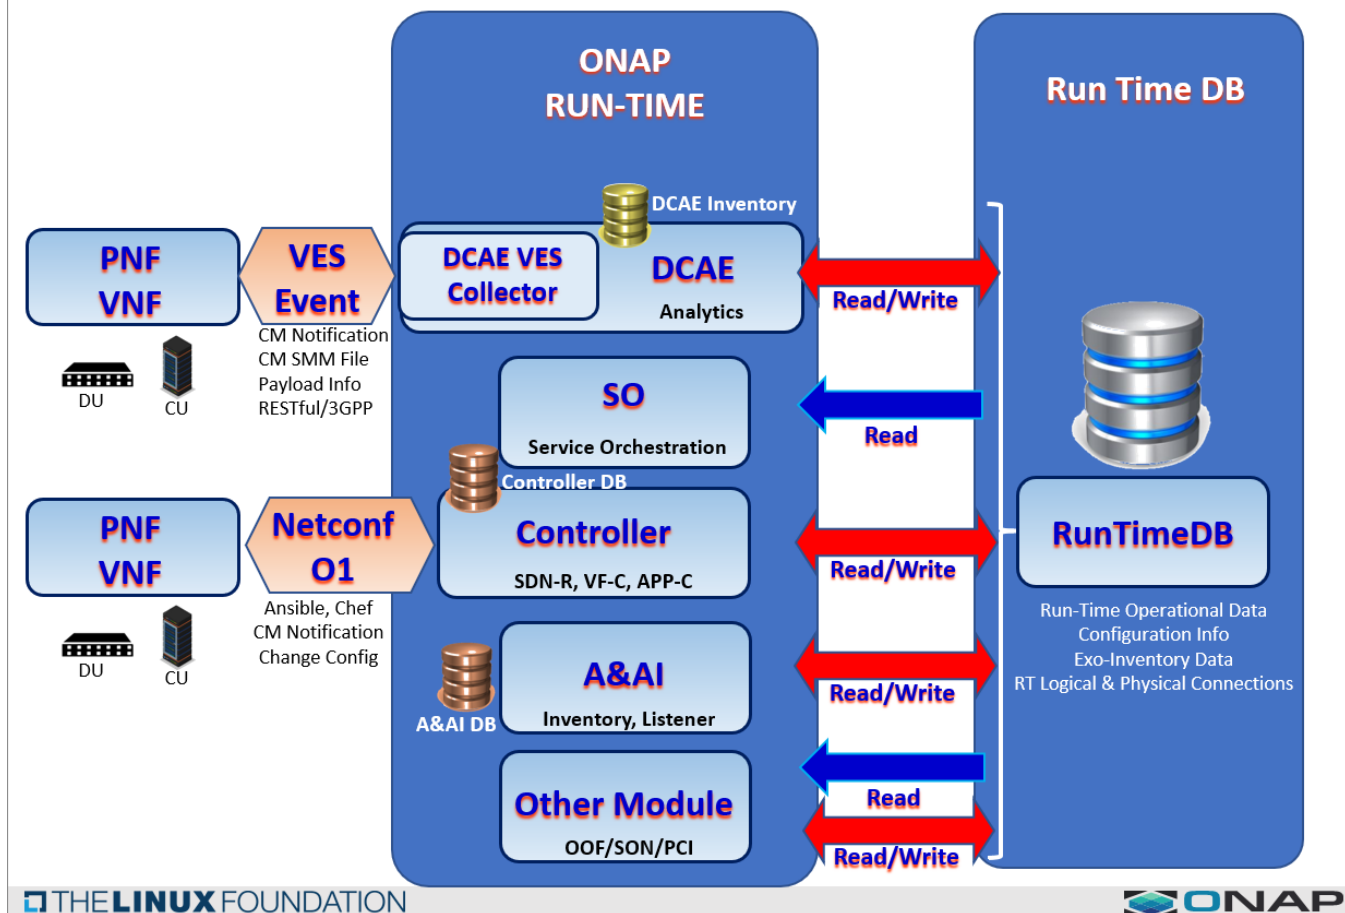 ONAP
RUN-TIME
Run Time DB
DCAE Inventory
PNF
VNF
VES
Event
DCAE VES
Collector
DCAE
Analytics
Read/Write
CM Notification
CM SMM File
Payload Info
RESTful/3GPP
DU
CU
SO
Service Orchestration
Read
Controller DB
PNF
VNF
Netconf
O1
Controller
SDN-R, VF-C, APP-C
Read/Write
RunTimeDB
Ansible, Chef
CM Notification
Change Config
DU
CU
Run-Time Operational Data
Configuration Info
Exo-Inventory Data
RT Logical & Physical Connections
A&AI
Inventory, Listener
A&AI DB
Read/Write
Other Module
OOF/SON/PCI
Read
Read/Write
THE LINUX FOUNDATION
ONAP